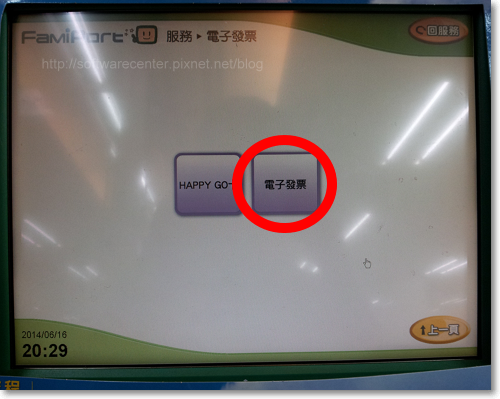 FamiPort 服務 ▸ 電子發票
回服務
http://softwarecenter.pixnet.net/blog
HAPPY GO
電子發票
上一頁
2014/06/16
20:29
程